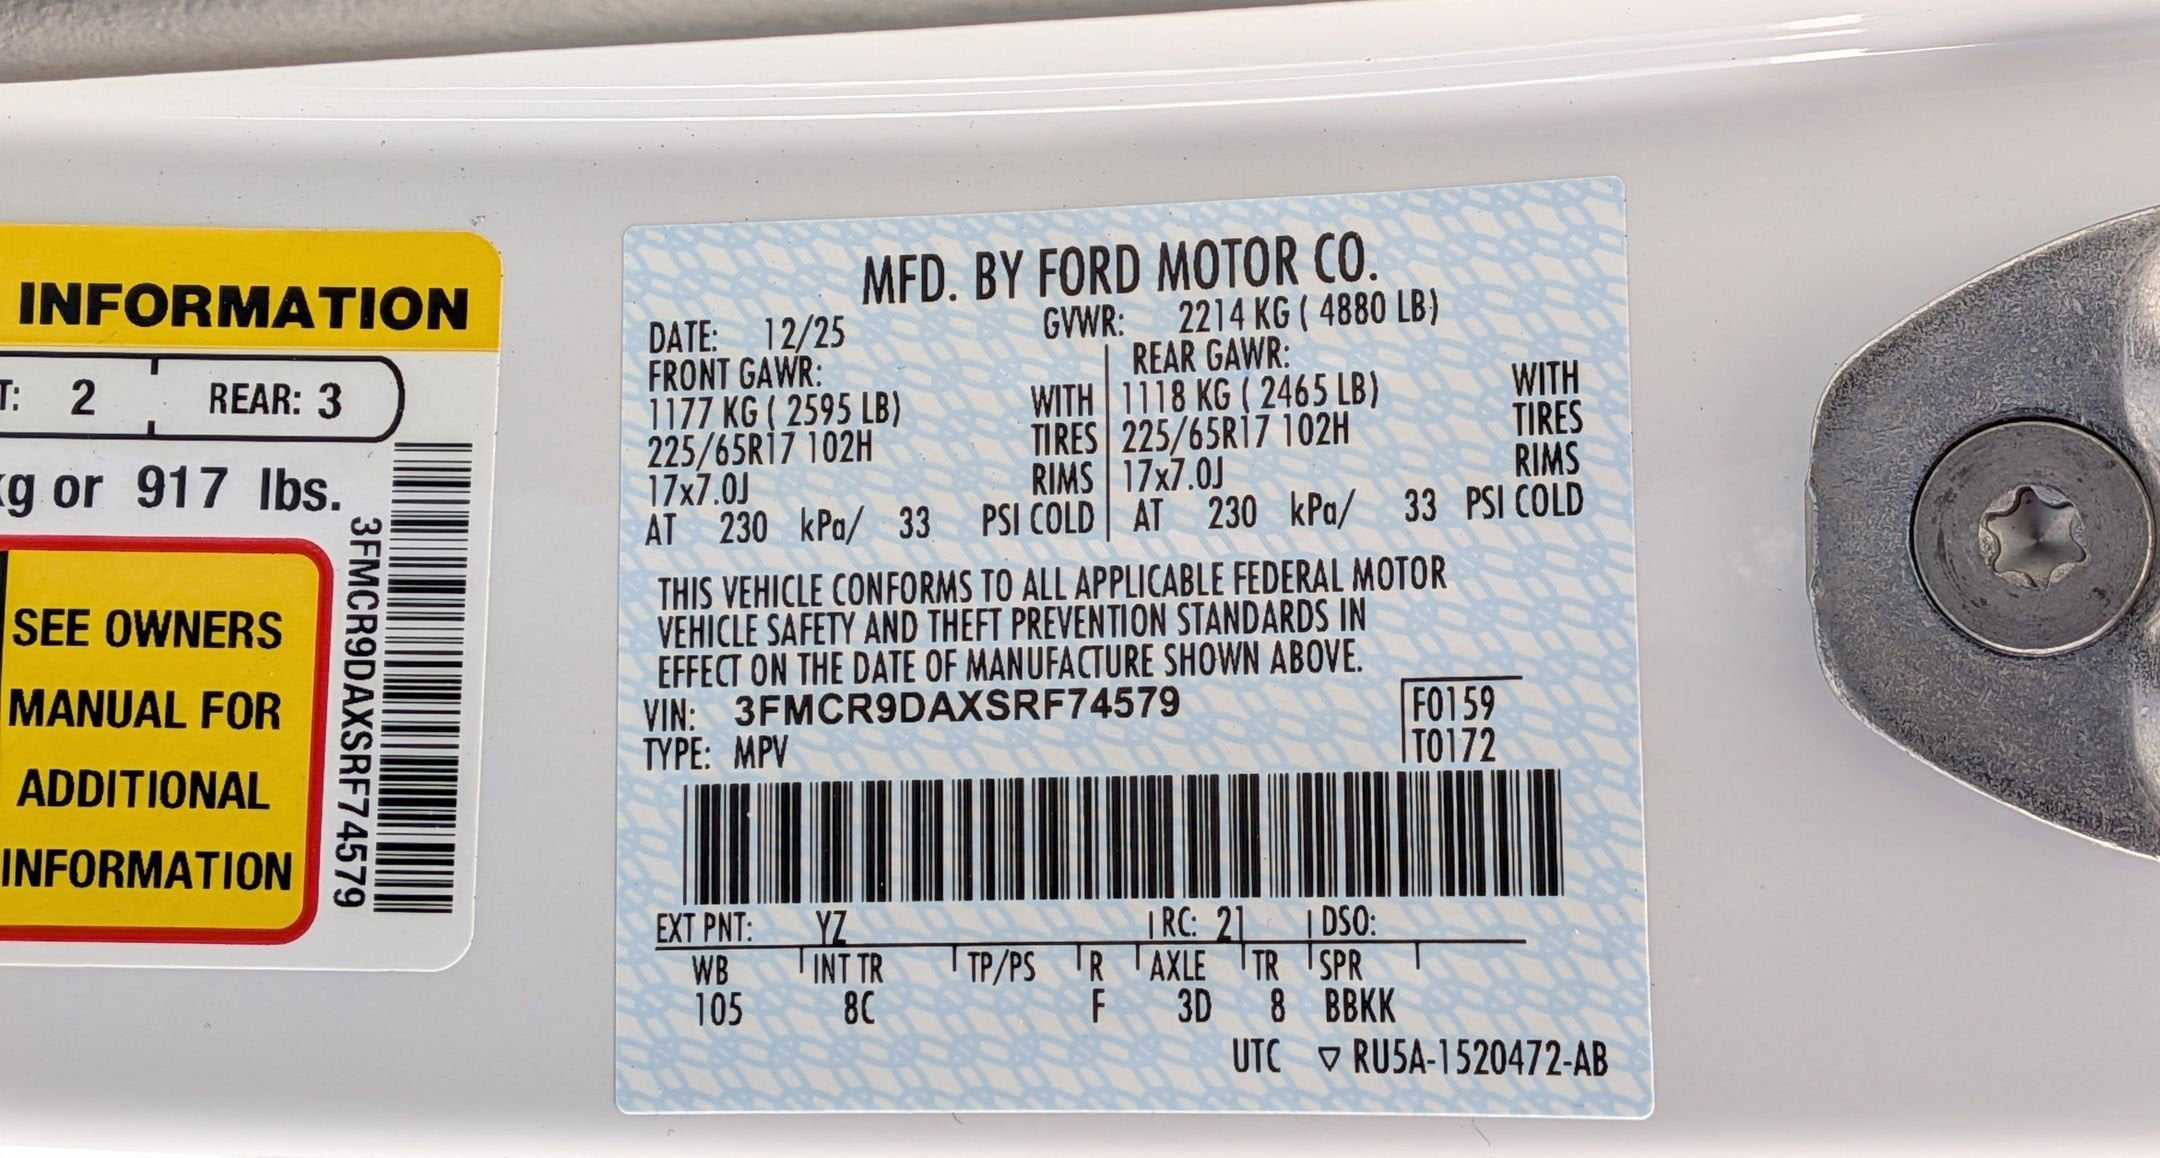 INFORMATION
T: 2 REAR: 3
kg or 917 lbs.
SEE OWNERS
MANUAL FOR
ADDITIONAL
INFORMATION
3FMCR9DAXSRF74579
MFD. BY FORD MOTOR CO.
DATE: 12/25 GVWR: 2214 KG ( 4880 LB)
FRONT GAWR: REAR GAWR:
1177 KG ( 2595 LB) WITH 1118 KG ( 2465 LB) WITH
225/65R17 102H TIRES 225/65R17 102H TIRES
17x7.0J RIMS 17x7.0J RIMS
AT 230 kPa/ 33 PSI COLD AT 230 kPa/ 33 PSI COLD
THIS VEHICLE CONFORMS TO ALL APPLICABLE FEDERAL MOTOR
VEHICLE SAFETY AND THEFT PREVENTION STANDARDS IN
EFFECT ON THE DATE OF MANUFACTURE SHOWN ABOVE.
VIN: 3FMCR9DAXSRF74579 F0159
TYPE: MPV T0172
EXT PNT: YZ RC: 21 DSO:
WB INT TR TP/PS R AXLE TR SPR
105 8C F 3D 8 BBKK
UTC ▽ RU5A-1520472-AB